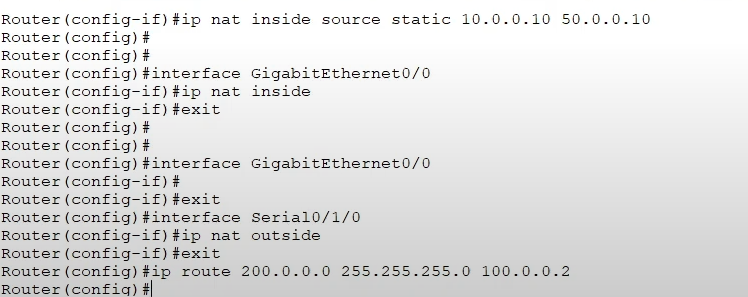 Router(config-if)#ip nat inside source static 10.0.0.10 50.0.0.10
Router(config)#
Router(config)#
Router(config)#interface GigabitEthernet0/0
Router(config-if)#ip nat inside
Router(config-if)#exit
Router(config)#
Router(config)#
Router(config)#interface GigabitEthernet0/0
Router(config-if)#
Router(config-if)#exit
Router(config)#interface Serial0/1/0
Router(config-if)#ip nat outside
Router(config-if)#exit
Router(config)#ip route 200.0.0.0 255.255.255.0 100.0.0.2
Router(config)#